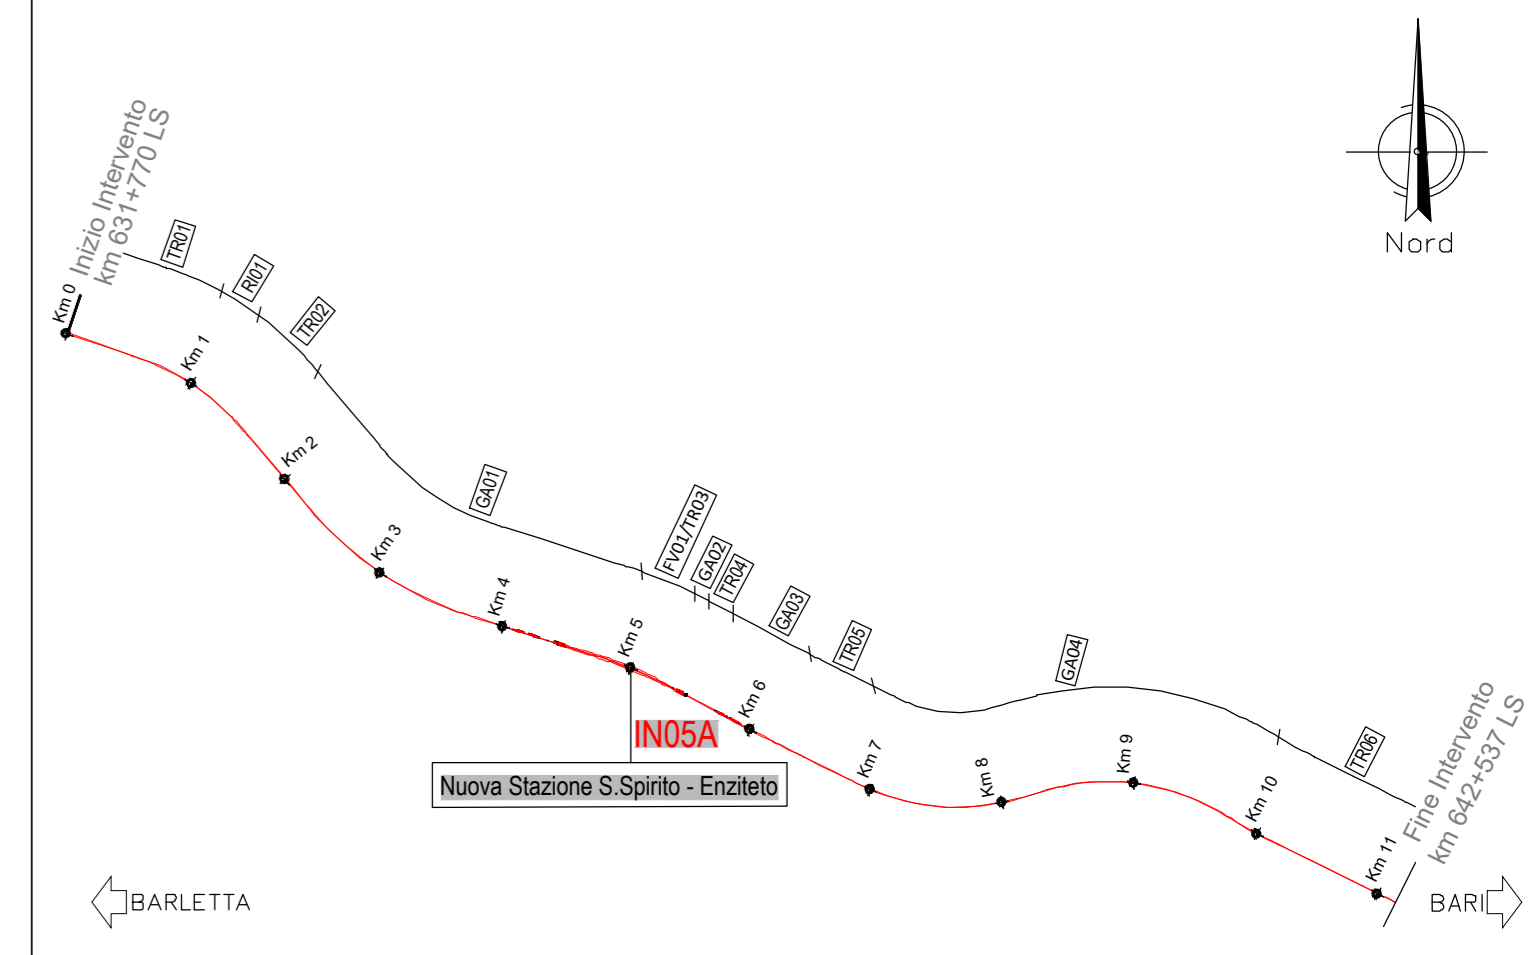 Inizio Intervento
km 631+770 LS
Nord
TR01
RI01
TR02
GA01
FV01/TR03
GA02
TR04
GA03
TR05
GA04
TR06
Km 0
Km 1
Km 2
Km 3
Km 4
Km 5
Km 6
Km 7
Km 8
Km 9
Km 10
Km 11
Fine Intervento
km 642+537 LS
IN05A
Nuova Stazione S.Spirito - Enziteto
BARLETTA
BARI